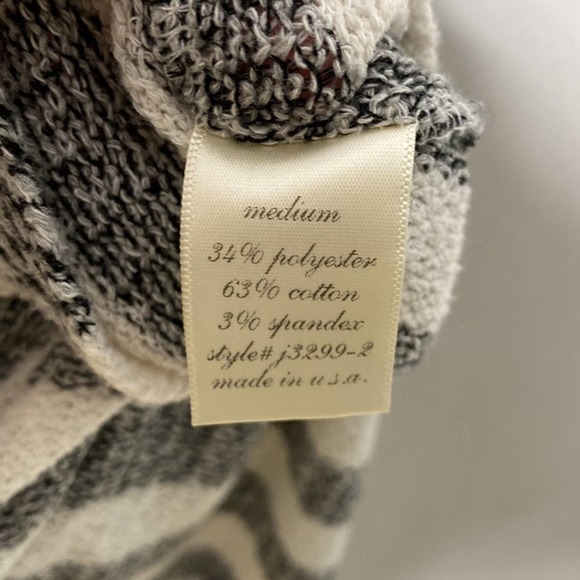 medium
34% polyester
63% cotton
3% spandex
style# j3299-2
made in u.s.a.